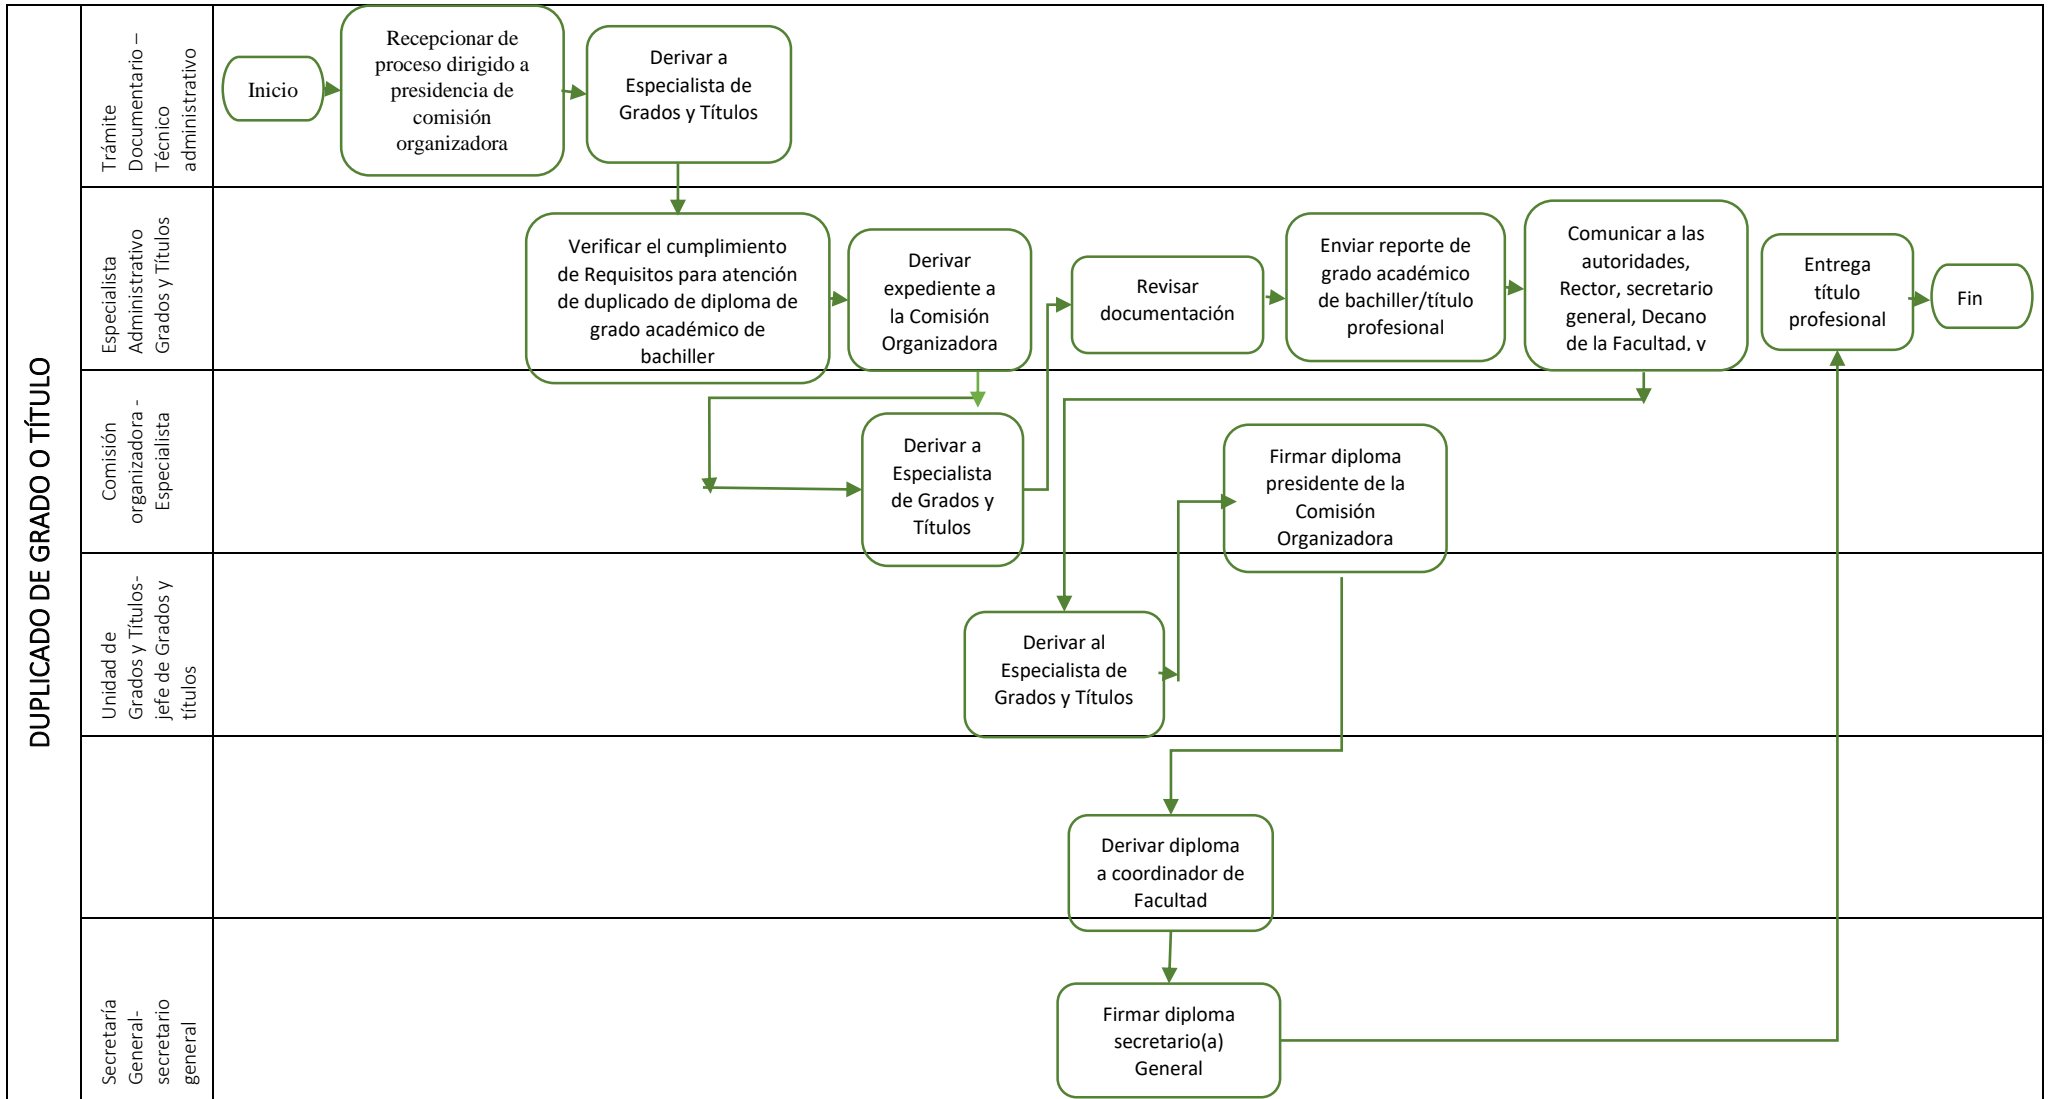 DUPLICADO DE GRADO O TÍTULO
Trámite
Documentario –
Técnico
administrativo
Inicio
Recepcionar de
proceso dirigido a
presidencia de
comisión
organizadora
Derivar a
Especialista de
Grados y Títulos
Especialista
Administrativo
Grados y Títulos
Verificar el cumplimiento
de Requisitos para atención
de duplicado de diploma de
grado académico de
bachiller
Derivar
expediente a
la Comisión
Organizadora
Revisar
documentación
Enviar reporte de
grado académico
de bachiller/título
profesional
Comunicar a las
autoridades,
Rector, secretario
general, Decano
de la Facultad, y
Entrega
título
profesional
Fin
Comisión
organizadora -
Especialista
Derivar a
Especialista
de Grados y
Títulos
Firmar diploma
presidente de la
Comisión
Organizadora
Unidad de
Grados y Títulos-
jefe de Grados y
títulos
Derivar al
Especialista de
Grados y Títulos
Derivar diploma
a coordinador de
Facultad
Secretaría
General-
secretario
general
Firmar diploma
secretario(a)
General